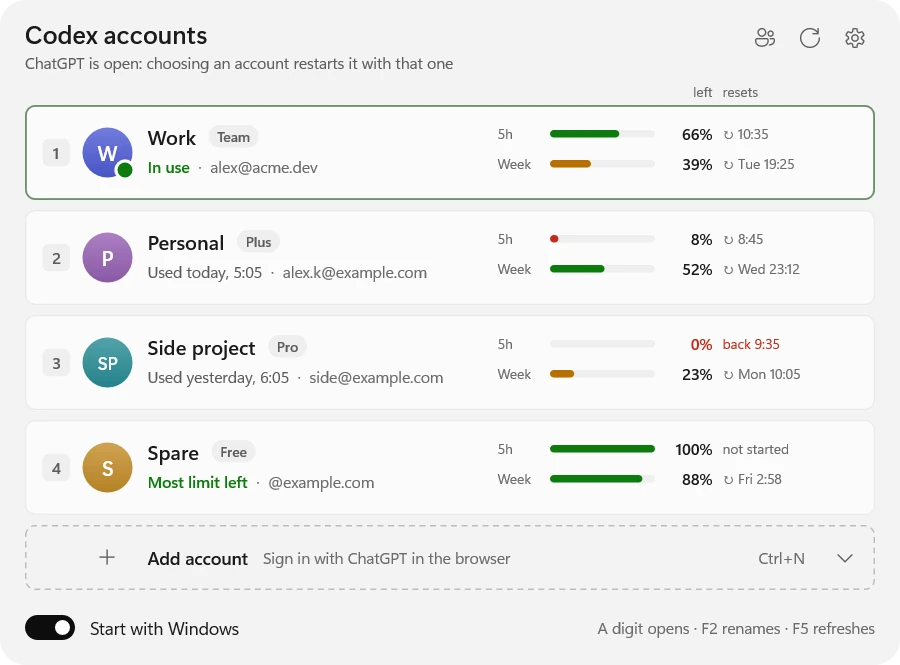 Codex accounts
ChatGPT is open: choosing an account restarts it with that one
left resets
1 W Work Team 5h 66% ↻ 10:35
In use · alex@acme.dev Week 39% ↻ Tue 19:25
2 P Personal Plus 5h 8% ↻ 8:45
Used today, 5:05 · alex.k@example.com Week 52% ↻ Wed 23:12
3 SP Side project Pro 5h 0% back 9:35
Used yesterday, 6:05 · side@example.com Week 23% ↻ Mon 10:05
4 S Spare Free 5h 100% not started
Most limit left · @example.com Week 88% ↻ Fri 2:58
+ Add account Sign in with ChatGPT in the browser Ctrl+N
Start with Windows A digit opens · F2 renames · F5 refreshes